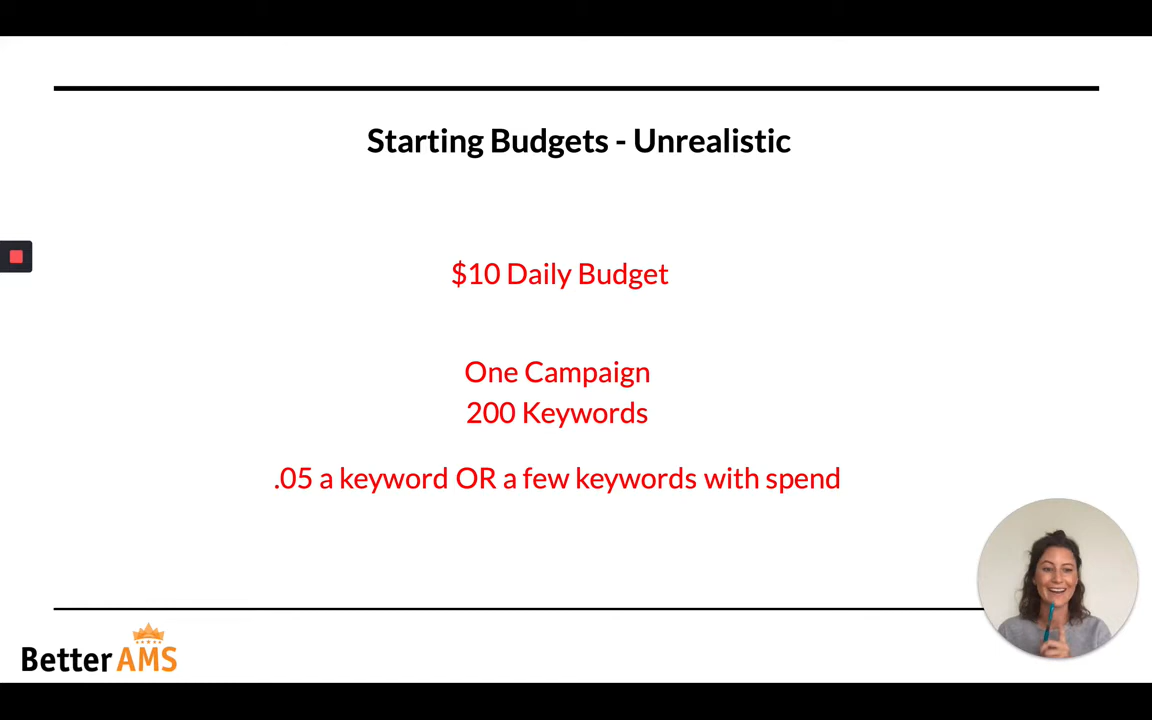 Starting Budgets - Unrealistic
$10 Daily Budget
One Campaign
200 Keywords
.05 a keyword OR a few keywords with spend
Better AMS